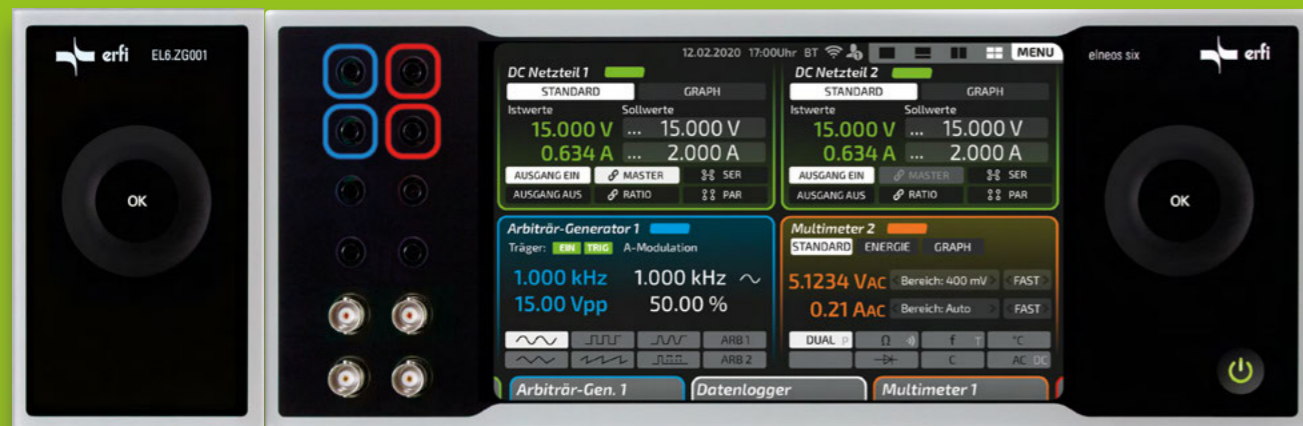 erfi EL6.ZG001
OK
12.02.2020 17:00Uhr BT MENU
DC Netzteil 1
STANDARD GRAPH
Istwerte Sollwerte
15.000 V ... 15.000 V
0.634 A ... 2.000 A
AUSGANG EIN MASTER SER
AUSGANG AUS RATIO PAR
DC Netzteil 2
STANDARD GRAPH
Istwerte Sollwerte
15.000 V ... 15.000 V
0.634 A ... 2.000 A
AUSGANG EIN MASTER SER
AUSGANG AUS RATIO PAR
Arbiträr-Generator 1
Träger: EIN TRIG A-Modulation
1.000 kHz 1.000 kHz
15.00 Vpp 50.00 %
ARB 1
ARB 2
Multimeter 2
STANDARD ENERGIE GRAPH
5.1234 VAC Bereich: 400 mV FAST
0.21 AAC Bereich: Auto FAST
DUAL P Ω f T °C
C AC DC
Arbiträr-Gen. 1 Datenlogger Multimeter 1
elneos six erfi
OK